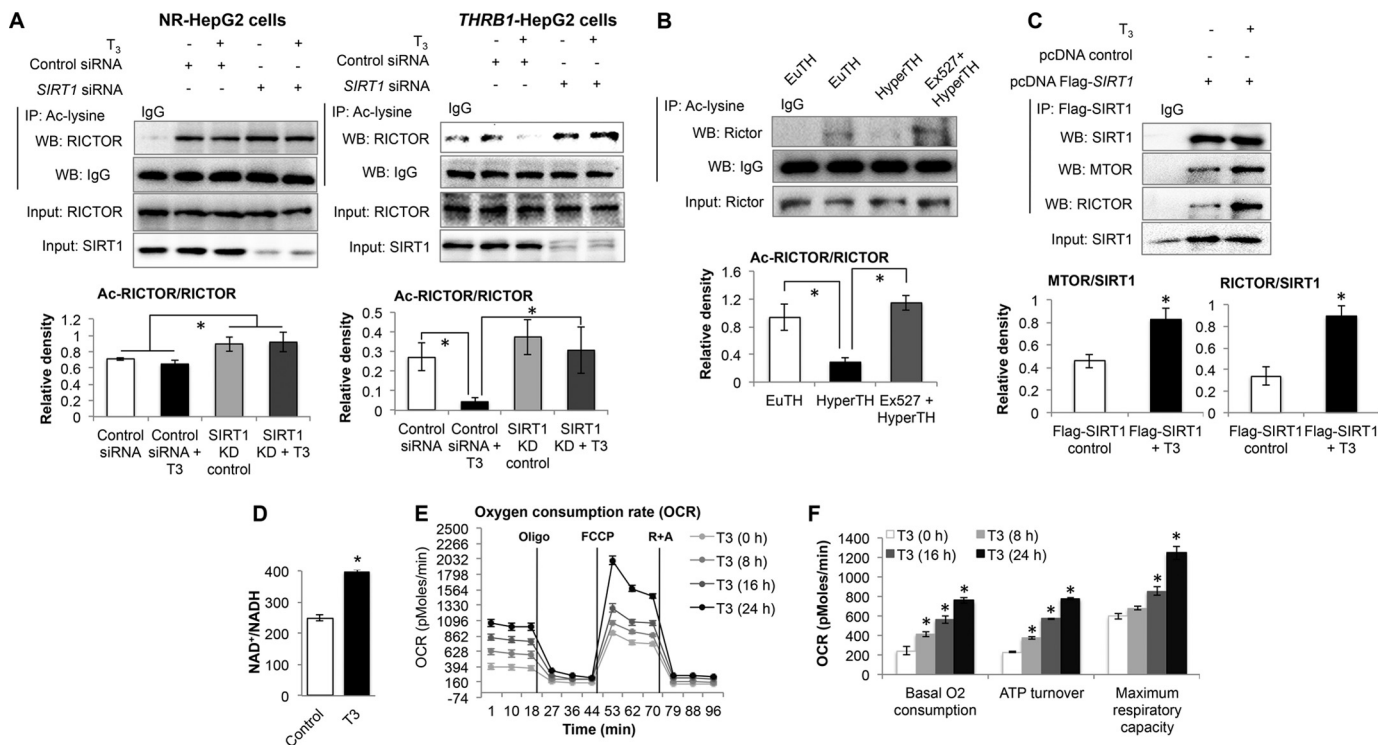 A
NR-HepG2 cells
T3
- + - +
Control siRNA
+ + - -
SIRT1 siRNA
- - + +
IP: Ac-lysine
IgG
WB: RICTOR
WB: IgG
Input: RICTOR
Input: SIRT1
Ac-RICTOR/RICTOR
Relative density
1.2
1
0.8
0.6
0.4
0.2
0
*
Control siRNA
Control siRNA + T3
SIRT1 KD control
SIRT1 KD + T3
THRB1-HepG2 cells
T3
- + - +
Control siRNA
+ + - -
SIRT1 siRNA
- - + +
IP: Ac-lysine
IgG
WB: RICTOR
WB: IgG
Input: RICTOR
Input: SIRT1
Ac-RICTOR/RICTOR
Relative density
0.5
0.4
0.3
0.2
0.1
0
*
*
Control siRNA
Control siRNA + T3
SIRT1 KD control
SIRT1 KD + T3
B
EuTH
EuTH
HyperTH
Ex527+ HyperTH
IP: Ac-lysine
IgG
WB: Rictor
WB: IgG
Input: Rictor
Ac-RICTOR/RICTOR
Relative density
1.6
1.2
0.8
0.4
0
*
*
EuTH
HyperTH
Ex527 + HyperTH
C
T3
- +
pcDNA control
- -
pcDNA Flag-SIRT1
+ +
IP: Flag-SIRT1
IgG
WB: SIRT1
WB: MTOR
WB: RICTOR
Input: SIRT1
MTOR/SIRT1
Relative density
1
0.8
0.6
0.4
0.2
0
*
Flag-SIRT1 control
Flag-SIRT1 + T3
RICTOR/SIRT1
1
0.8
0.6
0.4
0.2
0
*
Flag-SIRT1 control
Flag-SIRT1 + T3
D
NAD+/NADH
400
300
200
100
0
*
Control
T3
E
Oxygen consumption rate (OCR)
OCR (pMoles/min)
2500
2266
2032
1798
1564
1330
1096
862
628
394
160
-74
Oligo
FCCP
R+A
T3 (0 h)
T3 (8 h)
T3 (16 h)
T3 (24 h)
1 10 18 27 36 44 53 62 70 79 88 96
Time (min)
F
T3 (0 h)
T3 (8 h)
T3 (16 h)
T3 (24 h)
OCR (pMoles/min)
1400
1200
1000
800
600
400
200
0
* * *
* * *
* *
Basal O2 consumption
ATP turnover
Maximum respiratory capacity